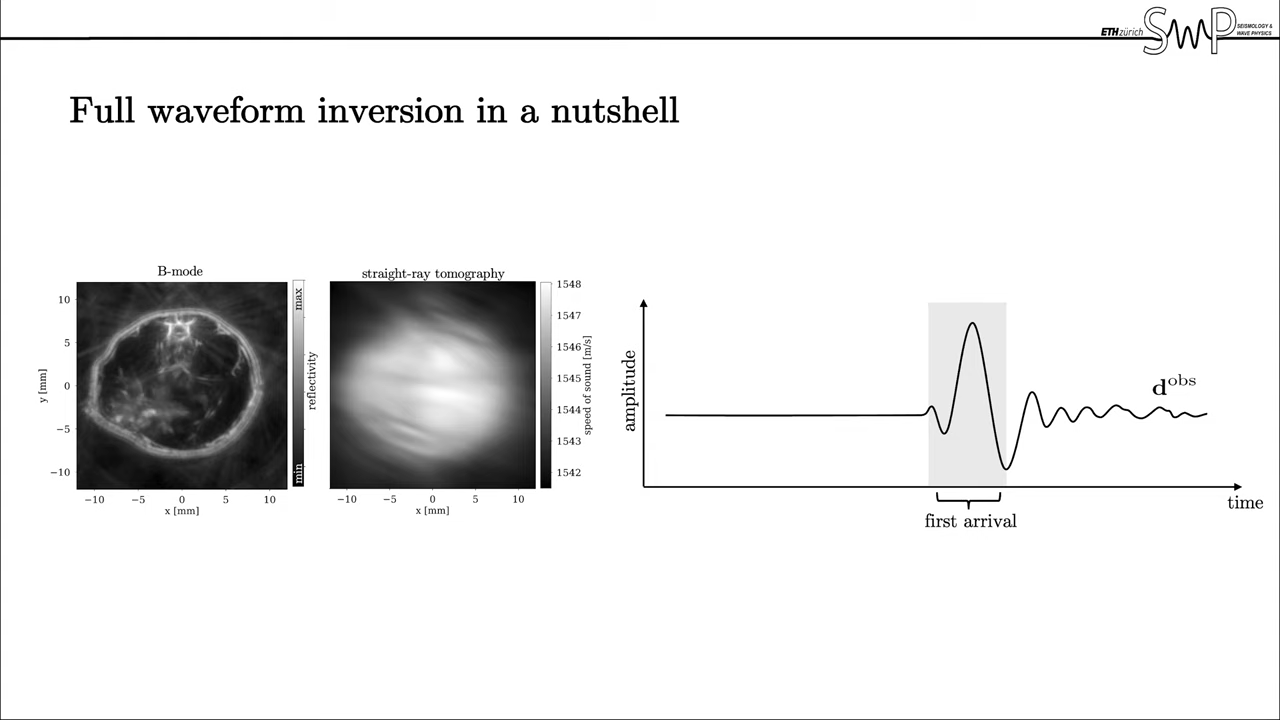 ETHzürich
SWP
SEISMOLOGY &
WAVE PHYSICS
Full waveform inversion in a nutshell
B-mode
10
5
0
−5
−10
y [mm]
−10 −5 0 5 10
x [mm]
max
min
reflectivity
straight-ray tomography
−10 −5 0 5 10
x [mm]
1548
1547
1546
1545
1544
1543
1542
speed of sound [m/s]
amplitude
d^obs
time
first arrival